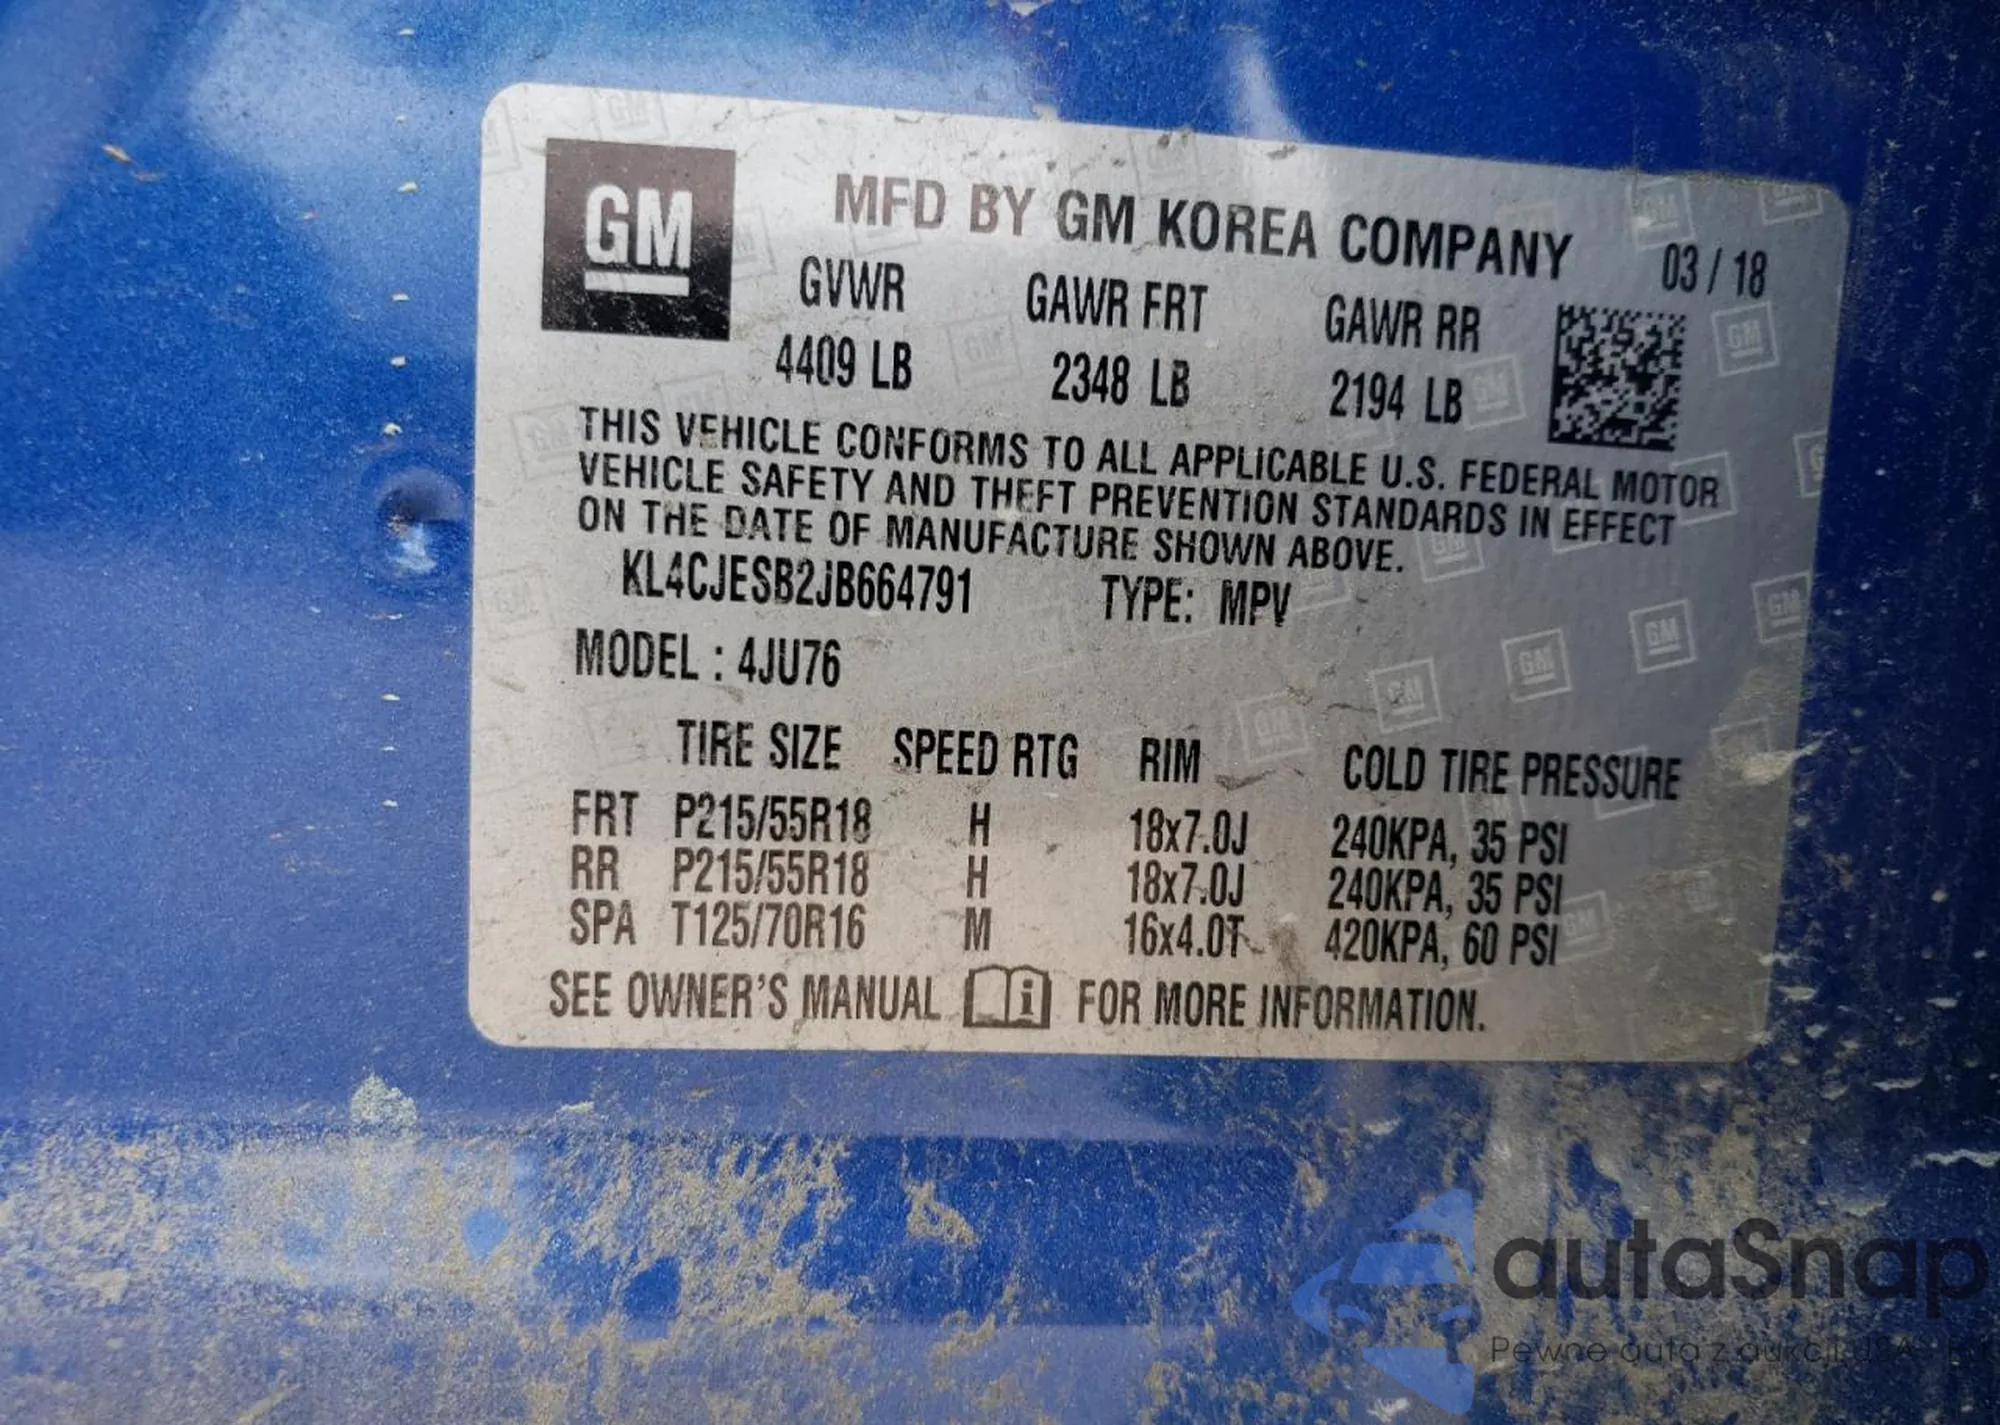 GM
MFD BY GM KOREA COMPANY
03 / 18
GVWR GAWR FRT GAWR RR
4409 LB 2348 LB 2194 LB
THIS VEHICLE CONFORMS TO ALL APPLICABLE U.S. FEDERAL MOTOR
VEHICLE SAFETY AND THEFT PREVENTION STANDARDS IN EFFECT
ON THE DATE OF MANUFACTURE SHOWN ABOVE.
KL4CJESB2JB664791 TYPE: MPV
MODEL : 4JU76
TIRE SIZE SPEED RTG RIM COLD TIRE PRESSURE
FRT P215/55R18 H 18x7.0J 240KPA, 35 PSI
RR P215/55R18 H 18x7.0J 240KPA, 35 PSI
SPA T125/70R16 M 16x4.0T 420KPA, 60 PSI
SEE OWNER'S MANUAL i FOR MORE INFORMATION.
autaSnap
Pewne auta z aukcji